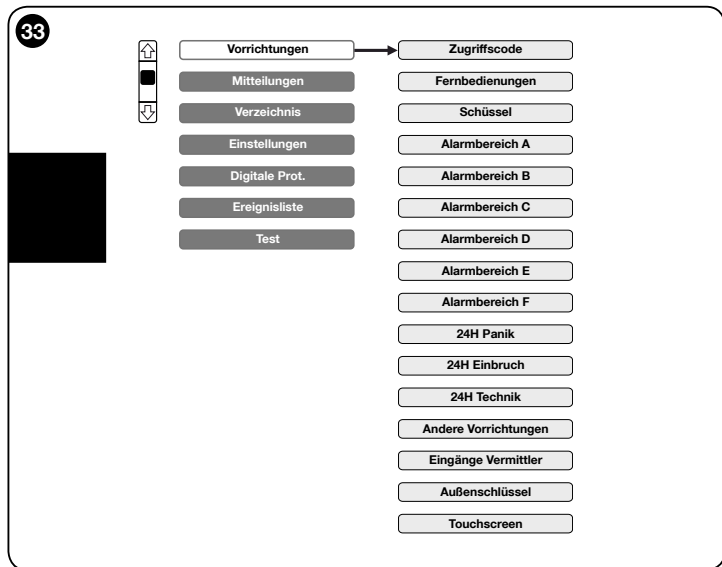 33
Vorrichtungen
Mitteilungen
Verzeichnis
Einstellungen
Digitale Prot.
Ereignisliste
Test
Zugriffscode
Fernbedienungen
Schüssel
Alarmbereich A
Alarmbereich B
Alarmbereich C
Alarmbereich D
Alarmbereich E
Alarmbereich F
24H Panik
24H Einbruch
24H Technik
Andere Vorrichtungen
Eingänge Vermittler
Außenschlüssel
Touchscreen